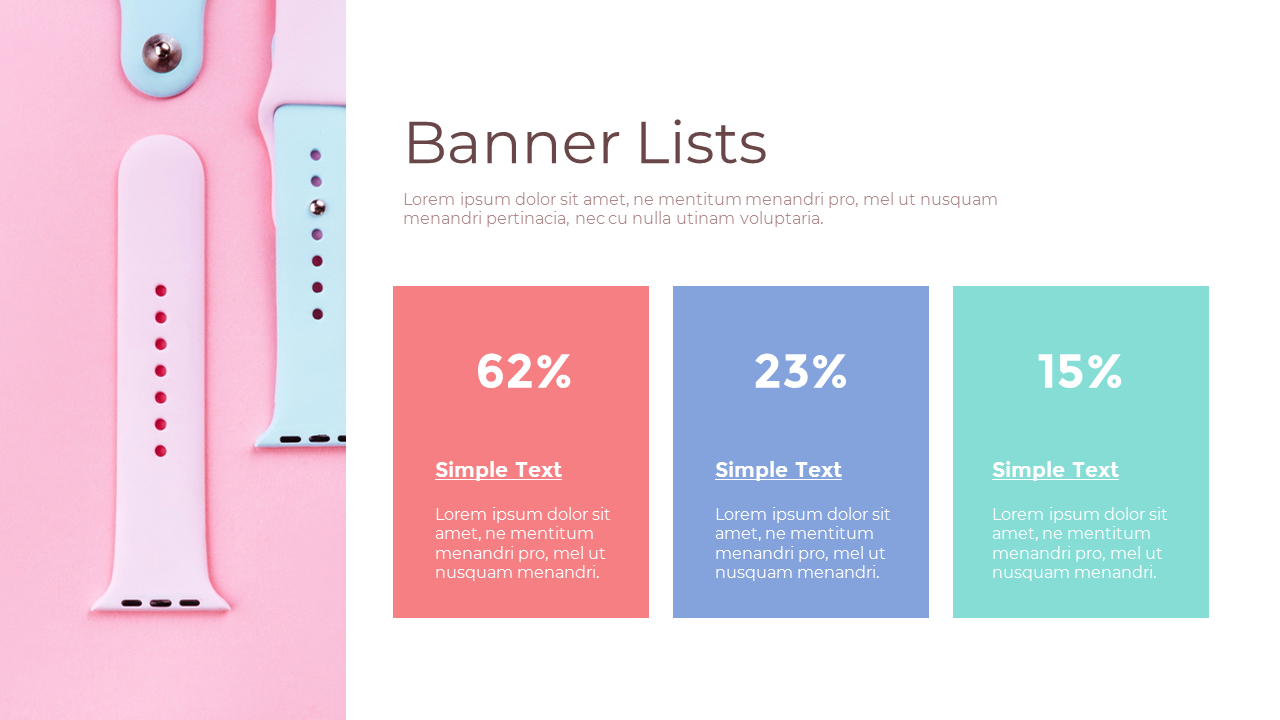 Banner Lists
Lorem ipsum dolor sit amet, ne mentitum menandri pro, mel ut nusquam
menandri pertinacia, nec cu nulla utinam voluptaria.
62%
Simple Text
Lorem ipsum dolor sit
amet, ne mentitum
menandri pro, mel ut
nusquam menandri.
23%
Simple Text
Lorem ipsum dolor sit
amet, ne mentitum
menandri pro, mel ut
nusquam menandri.
15%
Simple Text
Lorem ipsum dolor sit
amet, ne mentitum
menandri pro, mel ut
nusquam menandri.